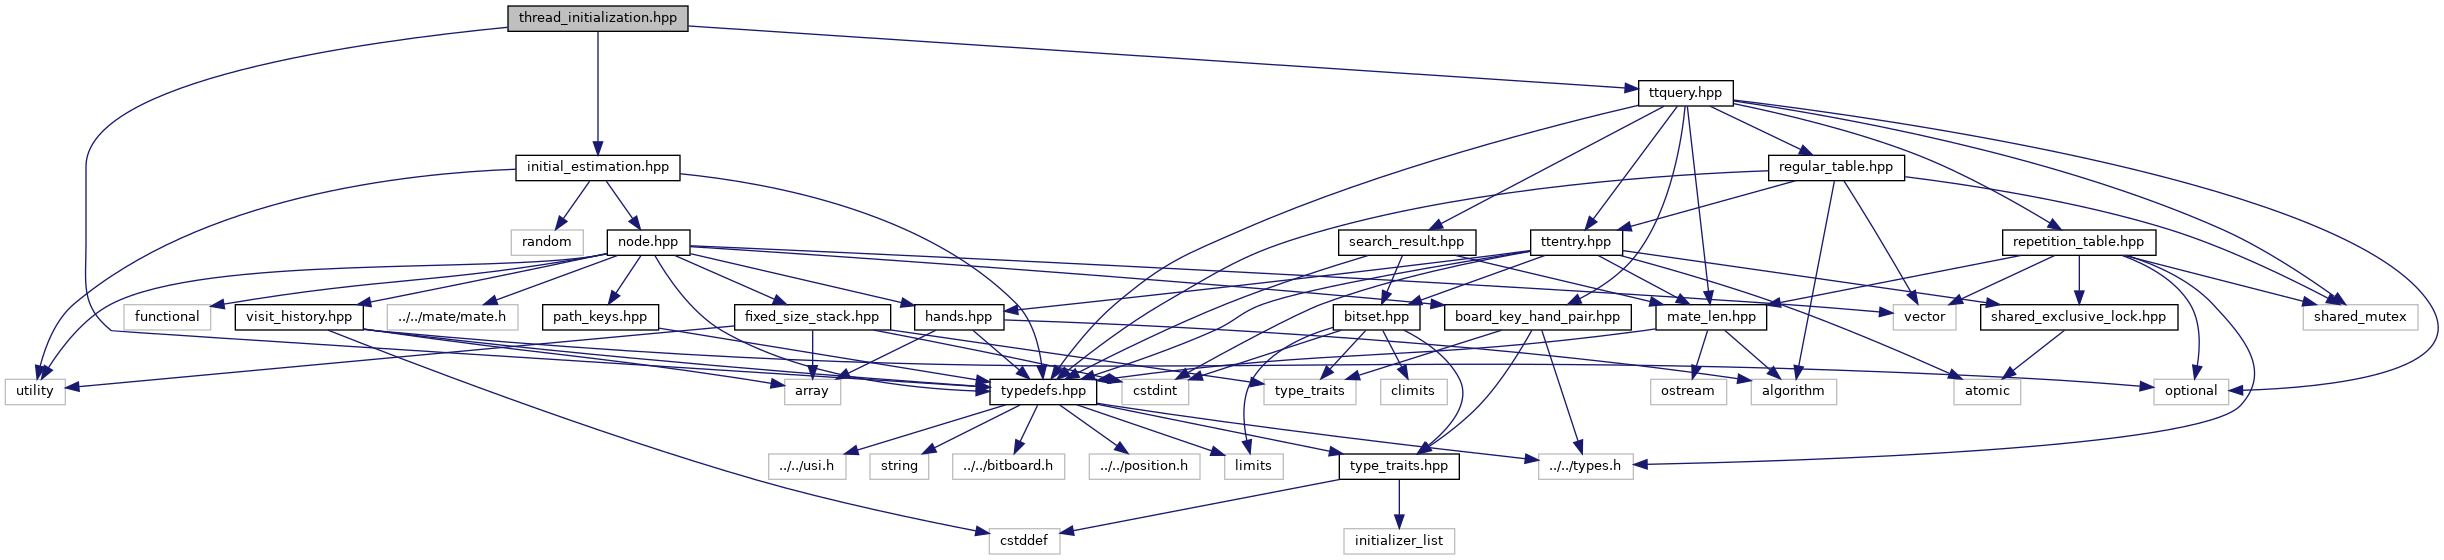 thread_initialization.hpp
ttquery.hpp
initial_estimation.hpp
regular_table.hpp
random
node.hpp
search_result.hpp
ttentry.hpp
repetition_table.hpp
functional
visit_history.hpp
../../mate/mate.h
path_keys.hpp
fixed_size_stack.hpp
hands.hpp
bitset.hpp
board_key_hand_pair.hpp
mate_len.hpp
vector
shared_exclusive_lock.hpp
shared_mutex
utility
array
typedefs.hpp
cstdint
type_traits
climits
ostream
algorithm
atomic
optional
../../usi.h
string
../../bitboard.h
../../position.h
limits
type_traits.hpp
../../types.h
cstddef
initializer_list